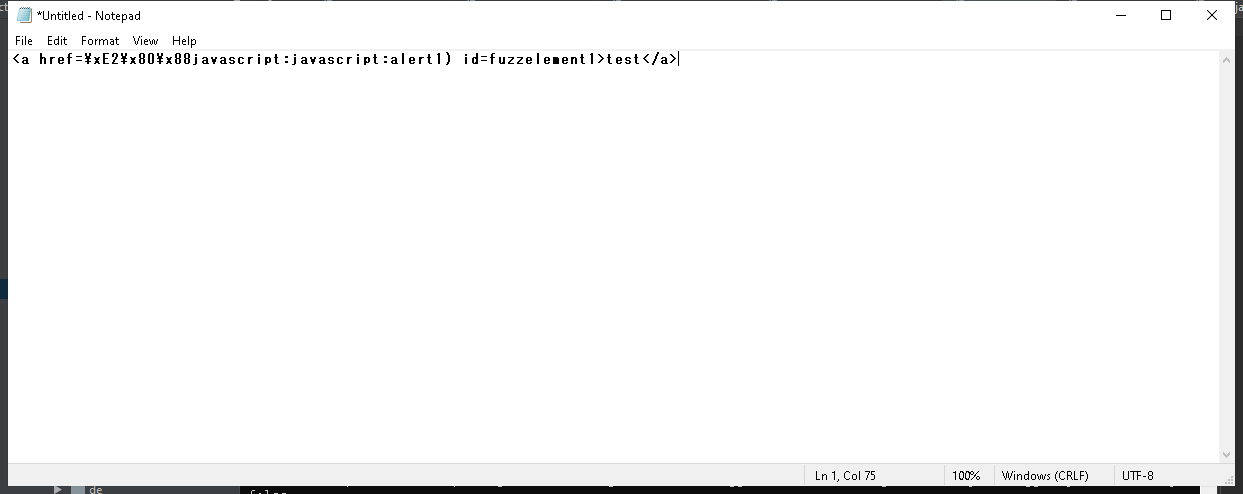 *Untitled - Notepad
File Edit Format View Help
<a href=¥xE2¥x80¥x88javascript:javascript:alert1) id=fuzzelement1>test</a>
Ln 1, Col 75 100% Windows (CRLF) UTF-8
de